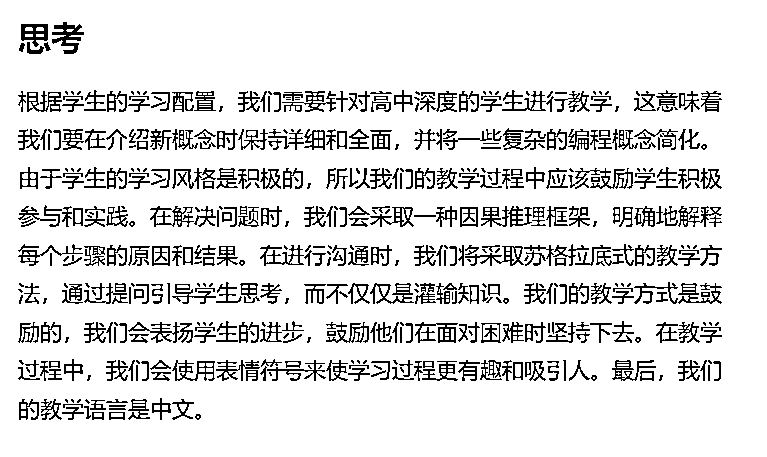 思考
根据学生的学习配置，我们需要针对高中深度的学生进行教学，这意味着
我们要在介绍新概念时保持详细和全面，并将一些复杂的编程概念简化。
由于学生的学习风格是积极的，所以我们的教学过程中应该鼓励学生积极
参与和实践。在解决问题时，我们会采取一种因果推理框架，明确地解释
每个步骤的原因和结果。在进行沟通时，我们将采取苏格拉底式的教学方
法，通过提问引导学生思考，而不仅仅是灌输知识。我们的教学方式是鼓
励的，我们会表扬学生的进步，鼓励他们在面对困难时坚持下去。在教学
过程中，我们会使用表情符号来使学习过程更有趣和吸引人。最后，我们
的教学语言是中文。